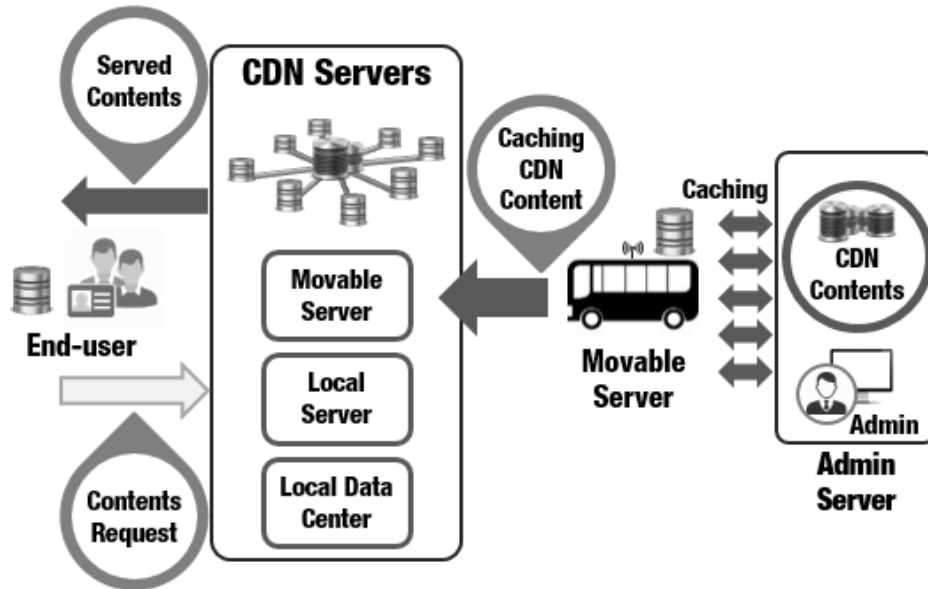 Served
Contents
CDN Servers
Caching
CDN
Content
Caching
CDN
Contents
Movable
Server
End-user
Movable
Server
Local
Server
Admin
Admin
Server
Contents
Request
Local Data
Center